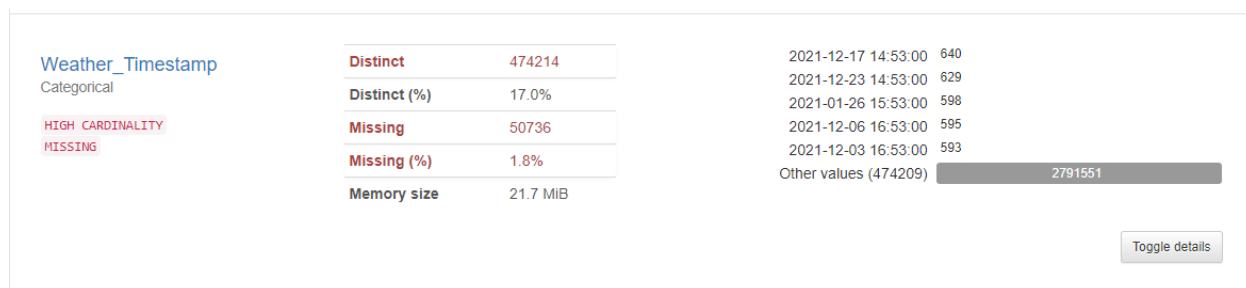 Weather_Timestamp
Categorical
HIGH CARDINALITY
MISSING
Distinct 474214
Distinct (%) 17.0%
Missing 50736
Missing (%) 1.8%
Memory size 21.7 MiB
2021-12-17 14:53:00 640
2021-12-23 14:53:00 629
2021-01-26 15:53:00 598
2021-12-06 16:53:00 595
2021-12-03 16:53:00 593
Other values (474209) 2791551
Toggle details